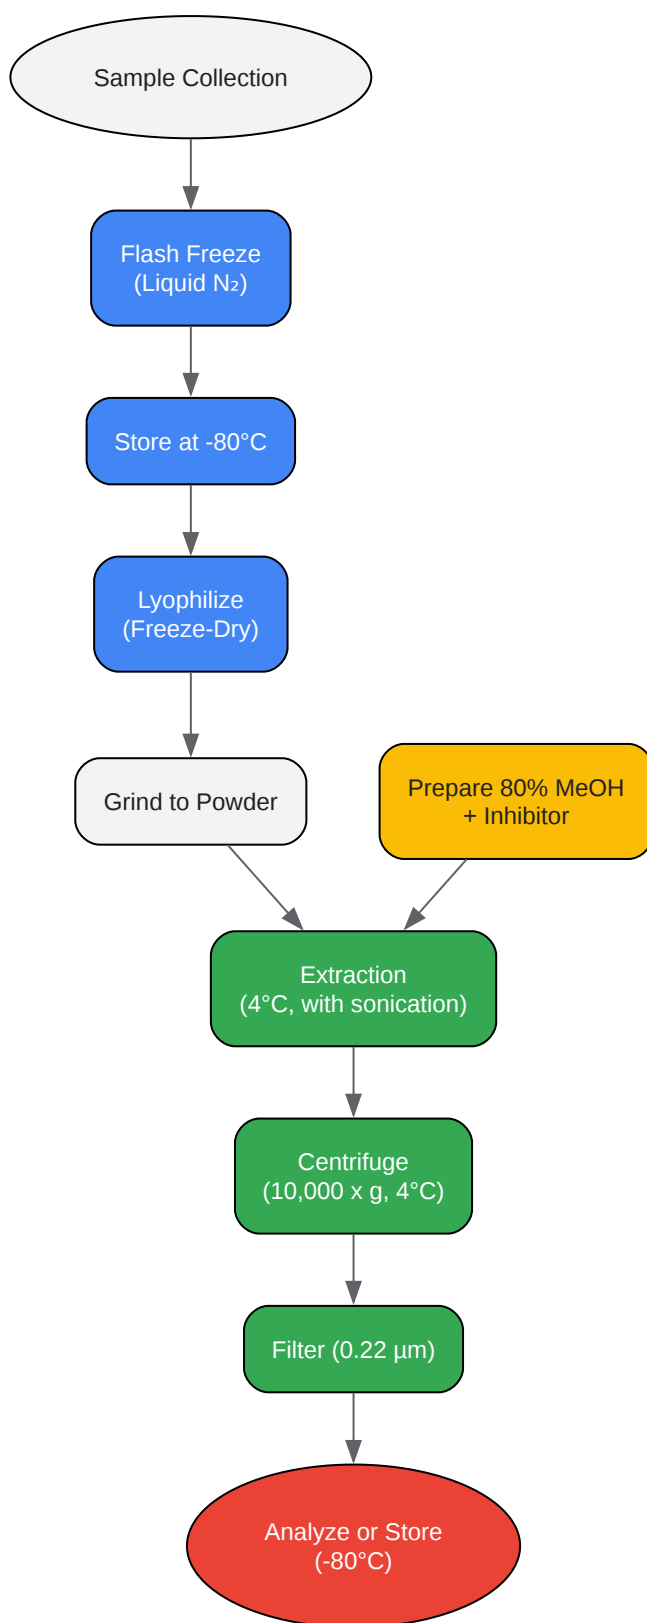 Sample Collection
Flash Freeze
(Liquid N₂)
Store at -80°C
Lyophilize
(Freeze-Dry)
Grind to Powder
Prepare 80% MeOH
+ Inhibitor
Extraction
(4°C, with sonication)
Centrifuge
(10,000 x g, 4°C)
Filter (0.22 µm)
Analyze or Store
(-80°C)